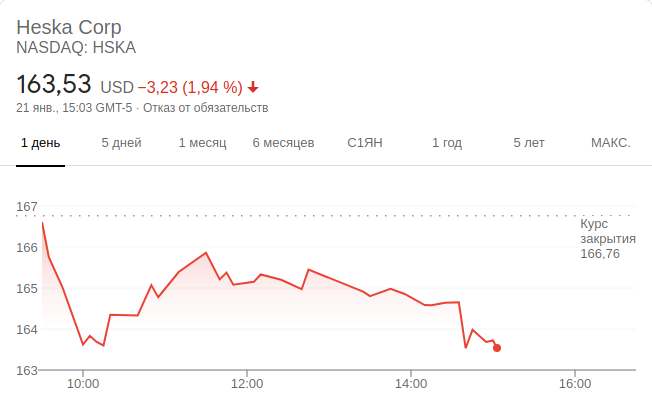 Heska Corp
NASDAQ: HSKA
163,53 USD −3,23 (1,94 %)
21 янв., 15:03 GMT-5 · Отказ от обязательств
1 день 5 дней 1 месяц 6 месяцев С1ЯН 1 год 5 лет МАКС.
167
Курс
закрытия
166,76
166
165
164
163
10:00 12:00 14:00 16:00